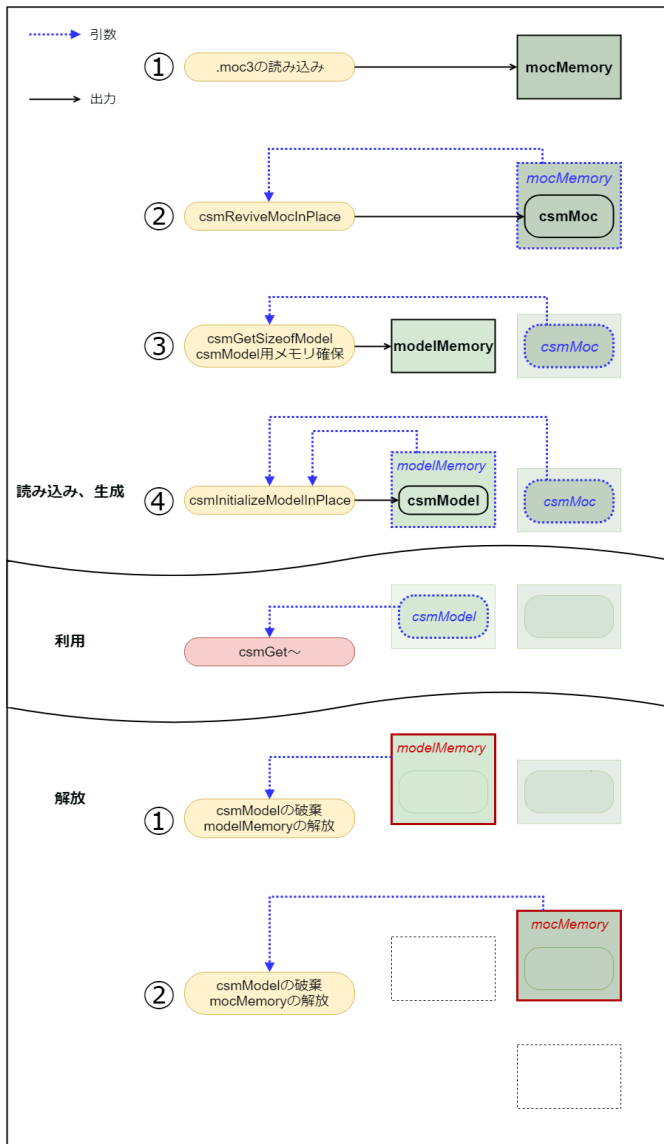 引数
出力
①
.moc3の読み込み
mocMemory
②
csmReviveMocInPlace
mocMemory
csmMoc
③
csmGetSizeofModel
csmModel用メモリ確保
modelMemory
csmMoc
読み込み、生成
④
csmInitializeModelInPlace
modelMemory
csmModel
csmMoc
利用
csmGet～
csmModel
解放
①
csmModelの破棄
modelMemoryの解放
modelMemory
②
csmModelの破棄
mocMemoryの解放
mocMemory